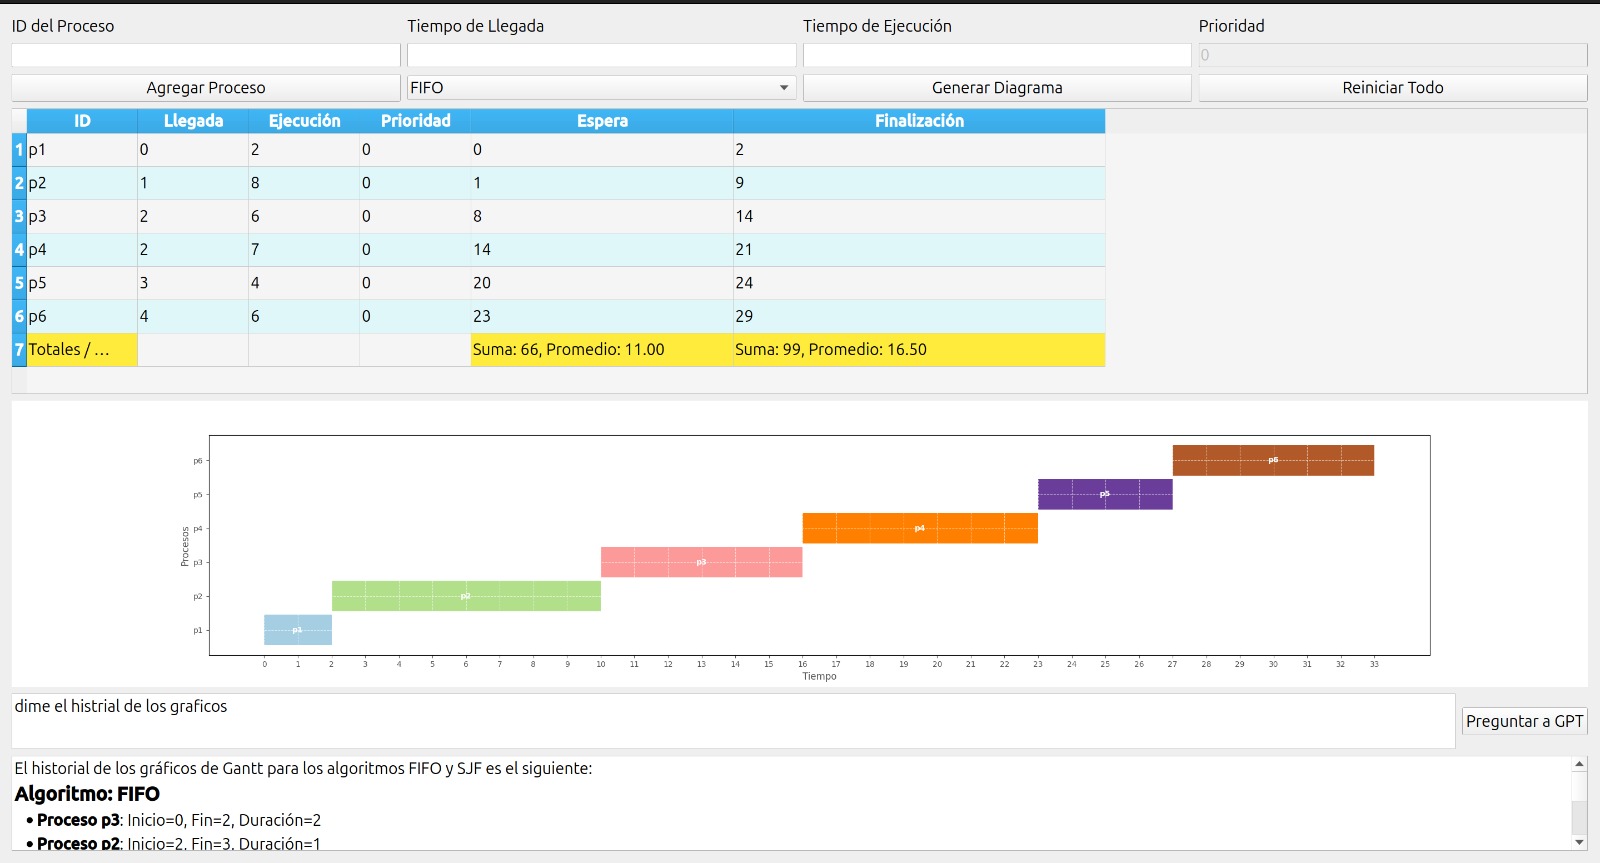 ID del Proceso Tiempo de Llegada Tiempo de Ejecución Prioridad
0
Agregar Proceso FIFO Generar Diagrama Reiniciar Todo
ID Llegada Ejecución Prioridad Espera Finalización
1 p1 0 2 0 0 2
2 p2 1 8 0 1 9
3 p3 2 6 0 8 14
4 p4 2 7 0 14 21
5 p5 3 4 0 20 24
6 p6 4 6 0 23 29
7 Totales / ... Suma: 66, Promedio: 11.00 Suma: 99, Promedio: 16.50
p6 p6
p5 p5
p4 p4
Procesos
p3 p3
p2 p2
p1 p1
0 1 2 3 4 5 6 7 8 9 10 11 12 13 14 15 16 17 18 19 20 21 22 23 24 25 26 27 28 29 30 31 32 33
Tiempo
dime el histrial de los graficos
Preguntar a GPT
El historial de los gráficos de Gantt para los algoritmos FIFO y SJF es el siguiente:
Algoritmo: FIFO
• Proceso p3: Inicio=0, Fin=2, Duración=2
• Proceso p2: Inicio=2, Fin=3, Duración=1